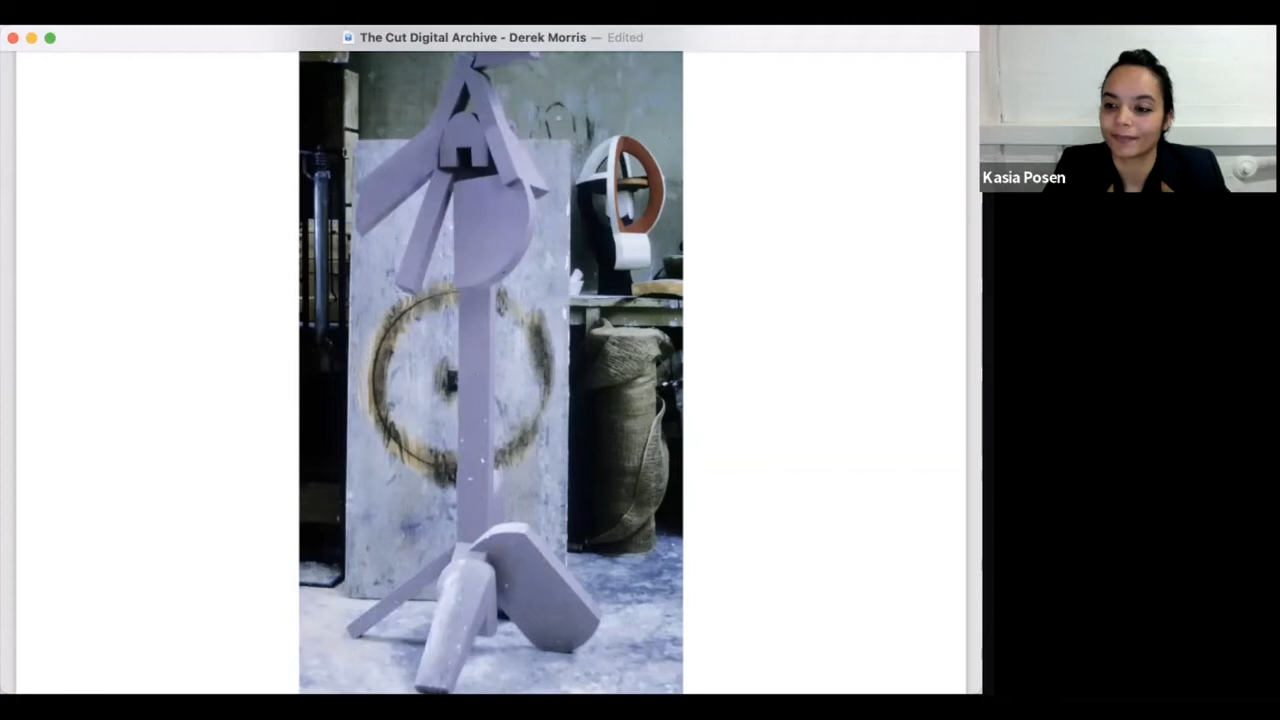 The Cut Digital Archive - Derek Morris — Edited
Kasia Posen